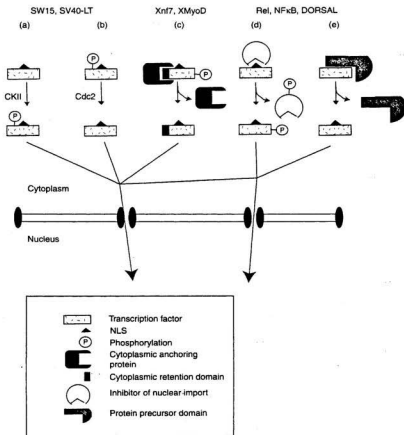 SW15, SV40-LT Xnf7, XMyoD Rel, NFκB, DORSAL
(a) (b) (c) (d) (e)
P
P
P
CKII
Cdc2
P
P
P
P
Cytoplasm
Nucleus
Transcription factor
NLS
P Phosphorylation
Cytoplasmic anchoring
protein
Cytoplasmic retention domain
Inhibitor of nuclear-import
Protein precursor domain